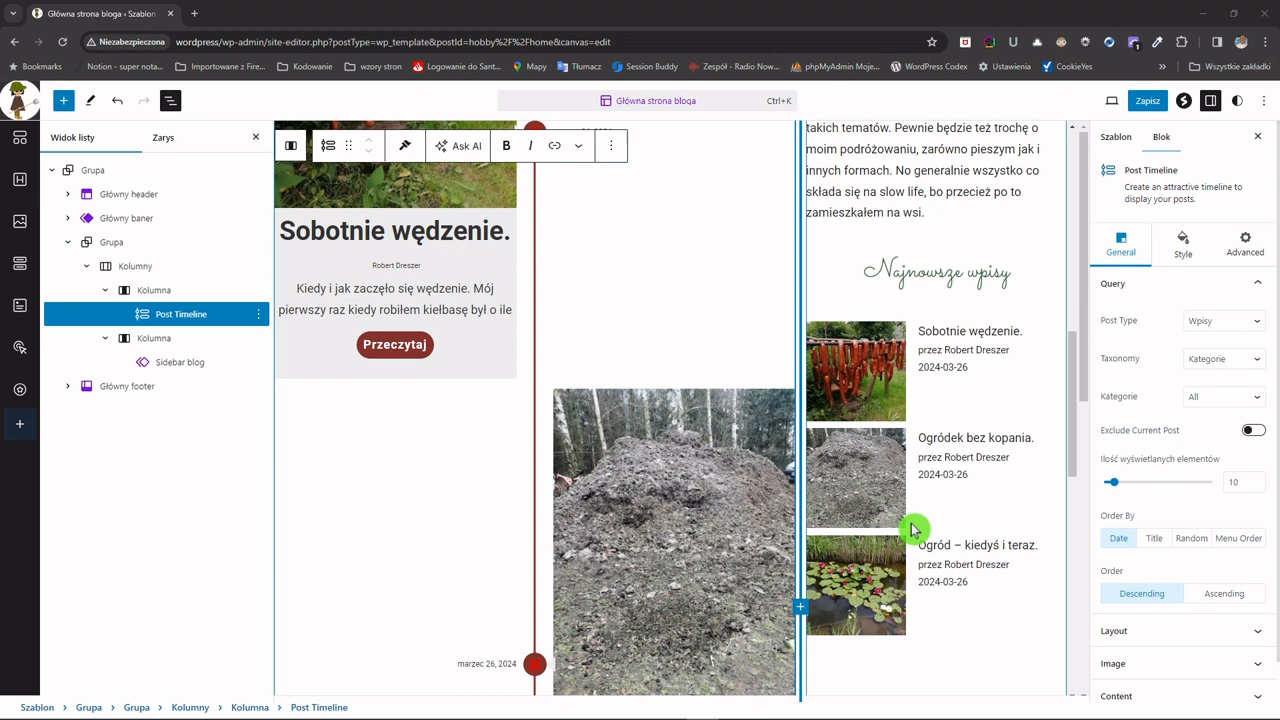 Główna strona bloga ‹ Szablon ‹
Niezabezpieczona
wordpress/wp-admin/site-editor.php?postType=wp_template&postId=hobby%2F%2Fhome&canvas=edit
Bookmarks
Notion - super nota...
Importowane z Fire...
Kodowanie
wzory stron
Logowanie do Sant...
Mapy
Tłumacz
Session Buddy
Zespół - Radio Now...
phpMyAdmin Moje...
WordPress Codex
Ustawienia
CookieYes
Wszystkie zakładki
Główna strona bloga
Ctrl+K
Zapisz
Widok listy
Zarys
Grupa
Główny header
Główny baner
Grupa
Kolumny
Kolumna
Post Timeline
Kolumna
Sidebar blog
Główny footer
Ask AI
B
I
Sobotnie wędzenie.
Robert Dreszer
Kiedy i jak zaczęło się wędzenie. Mój
pierwszy raz kiedy robiłem kiełbasę był o ile
Przeczytaj
marzec 26, 2024
takich tematów. Pewnie będzie też trochę o
moim podróżowaniu, zarówno pieszym jak i
innych formach. No generalnie wszystko co
składa się na slow life, bo przecież po to
zamieszkałem na wsi.
Najnowsze wpisy
Sobotnie wędzenie.
przez Robert Dreszer
2024-03-26
Ogródek bez kopania.
przez Robert Dreszer
2024-03-26
Ogród – kiedyś i teraz.
przez Robert Dreszer
2024-03-26
Szablon
Blok
Post Timeline
Create an attractive timeline to
display your posts.
General
Style
Advanced
Query
Post Type
Wpisy
Taxonomy
Kategorie
Kategorie
All
Exclude Current Post
Ilość wyświetlanych elementów
10
Order By
Date
Title
Random
Menu Order
Order
Descending
Ascending
Layout
Image
Content
Szablon
Grupa
Grupa
Kolumny
Kolumna
Post Timeline